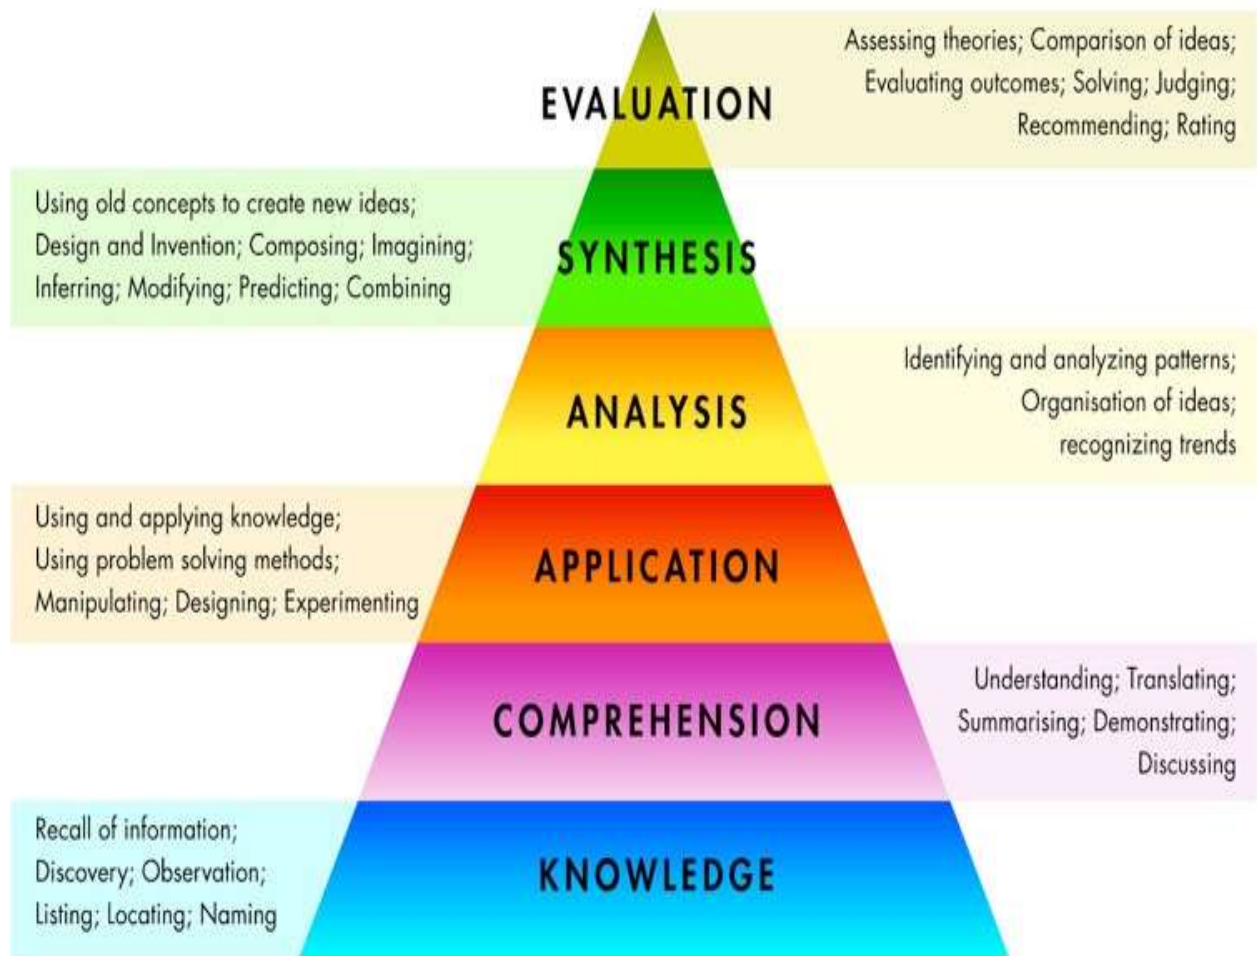 Assessing theories; Comparison of ideas;
Evaluating outcomes; Solving; Judging;
Recommending; Rating
EVALUATION
Using old concepts to create new ideas;
Design and Invention; Composing; Imagining;
Inferring; Modifying; Predicting; Combining
SYNTHESIS
Identifying and analyzing patterns;
Organisation of ideas;
recognizing trends
ANALYSIS
Using and applying knowledge;
Using problem solving methods;
Manipulating; Designing; Experimenting
APPLICATION
Understanding; Translating;
Summarising; Demonstrating;
Discussing
COMPREHENSION
Recall of information;
Discovery; Observation;
Listing; Locating; Naming
KNOWLEDGE